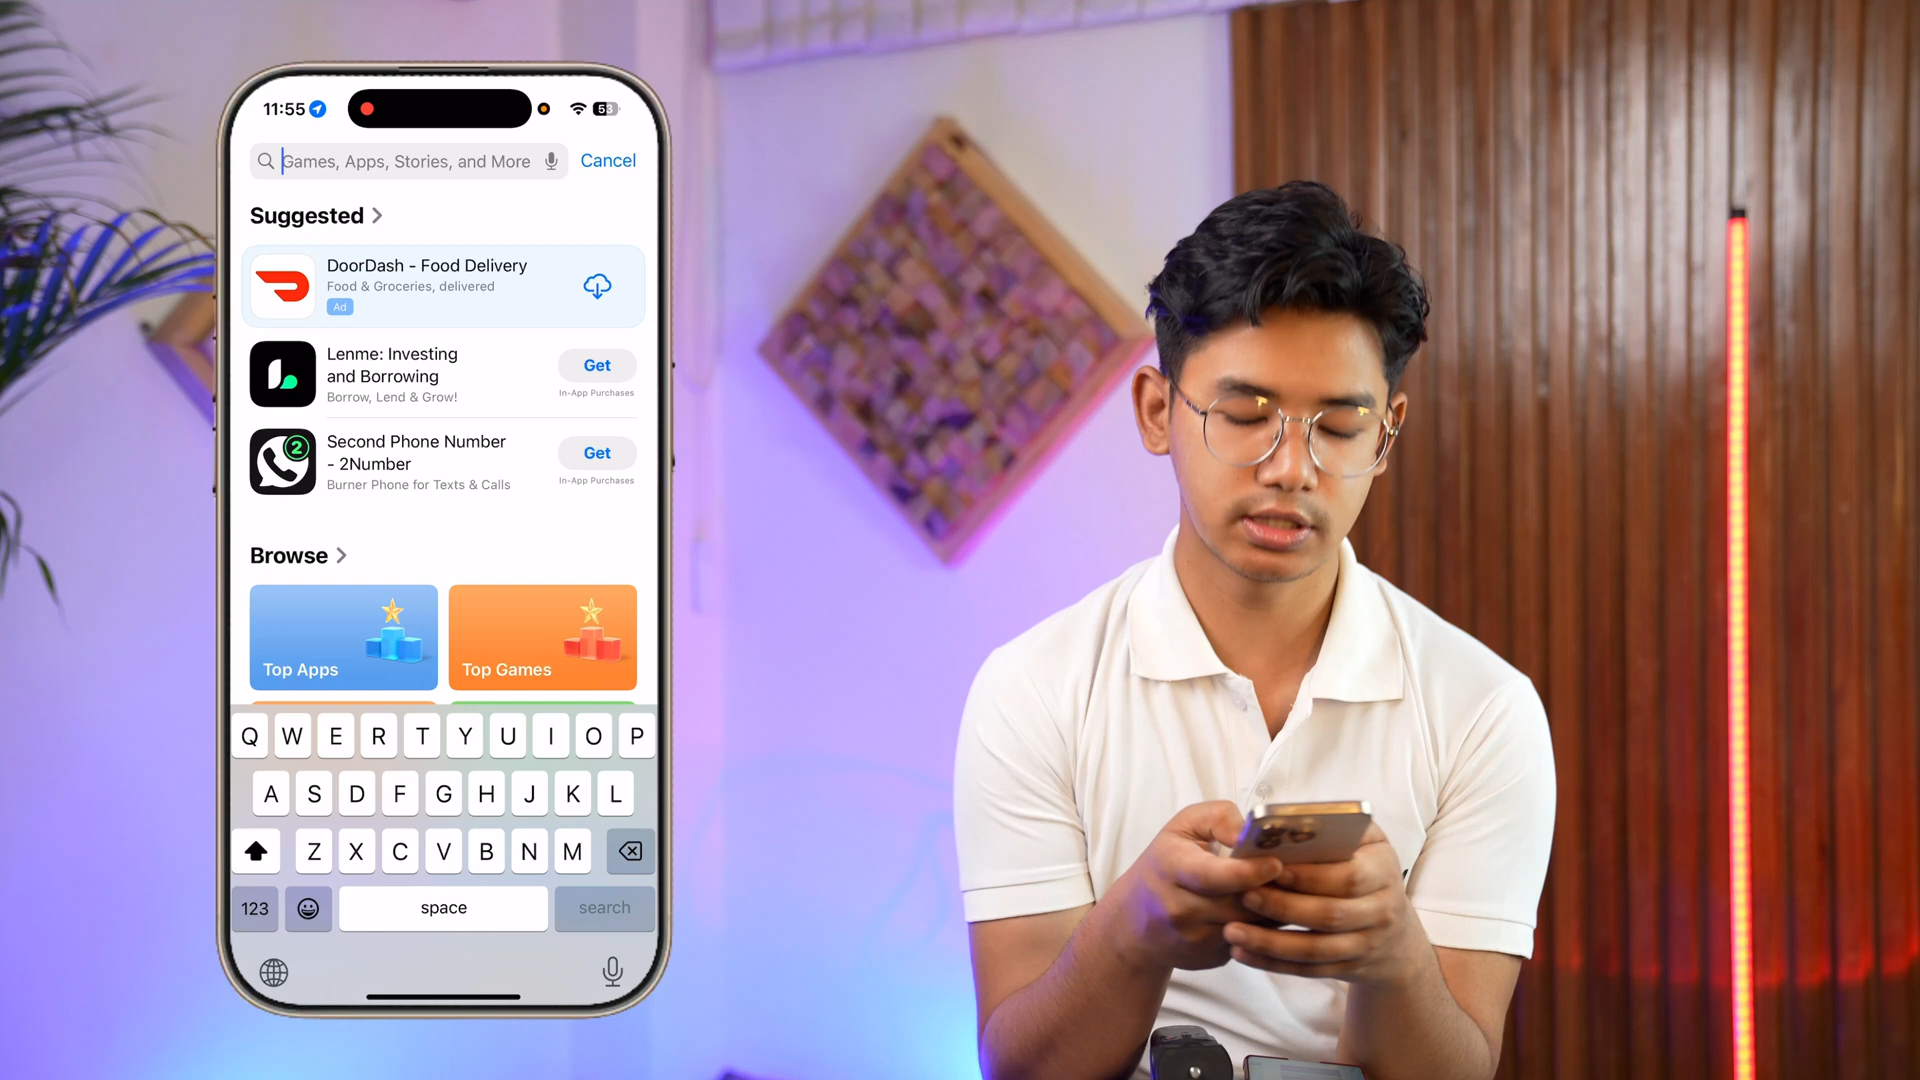 11:55
53
Games, Apps, Stories, and More
Cancel
Suggested
DoorDash - Food Delivery
Food & Groceries, delivered
Ad
Lenme: Investing
and Borrowing
Borrow, Lend & Grow!
Get
In-App Purchases
2
Second Phone Number
- 2Number
Burner Phone for Texts & Calls
Get
In-App Purchases
Browse
Top Apps
Top Games
Q W E R T Y U I O P
A S D F G H J K L
Z X C V B N M
123
space
search